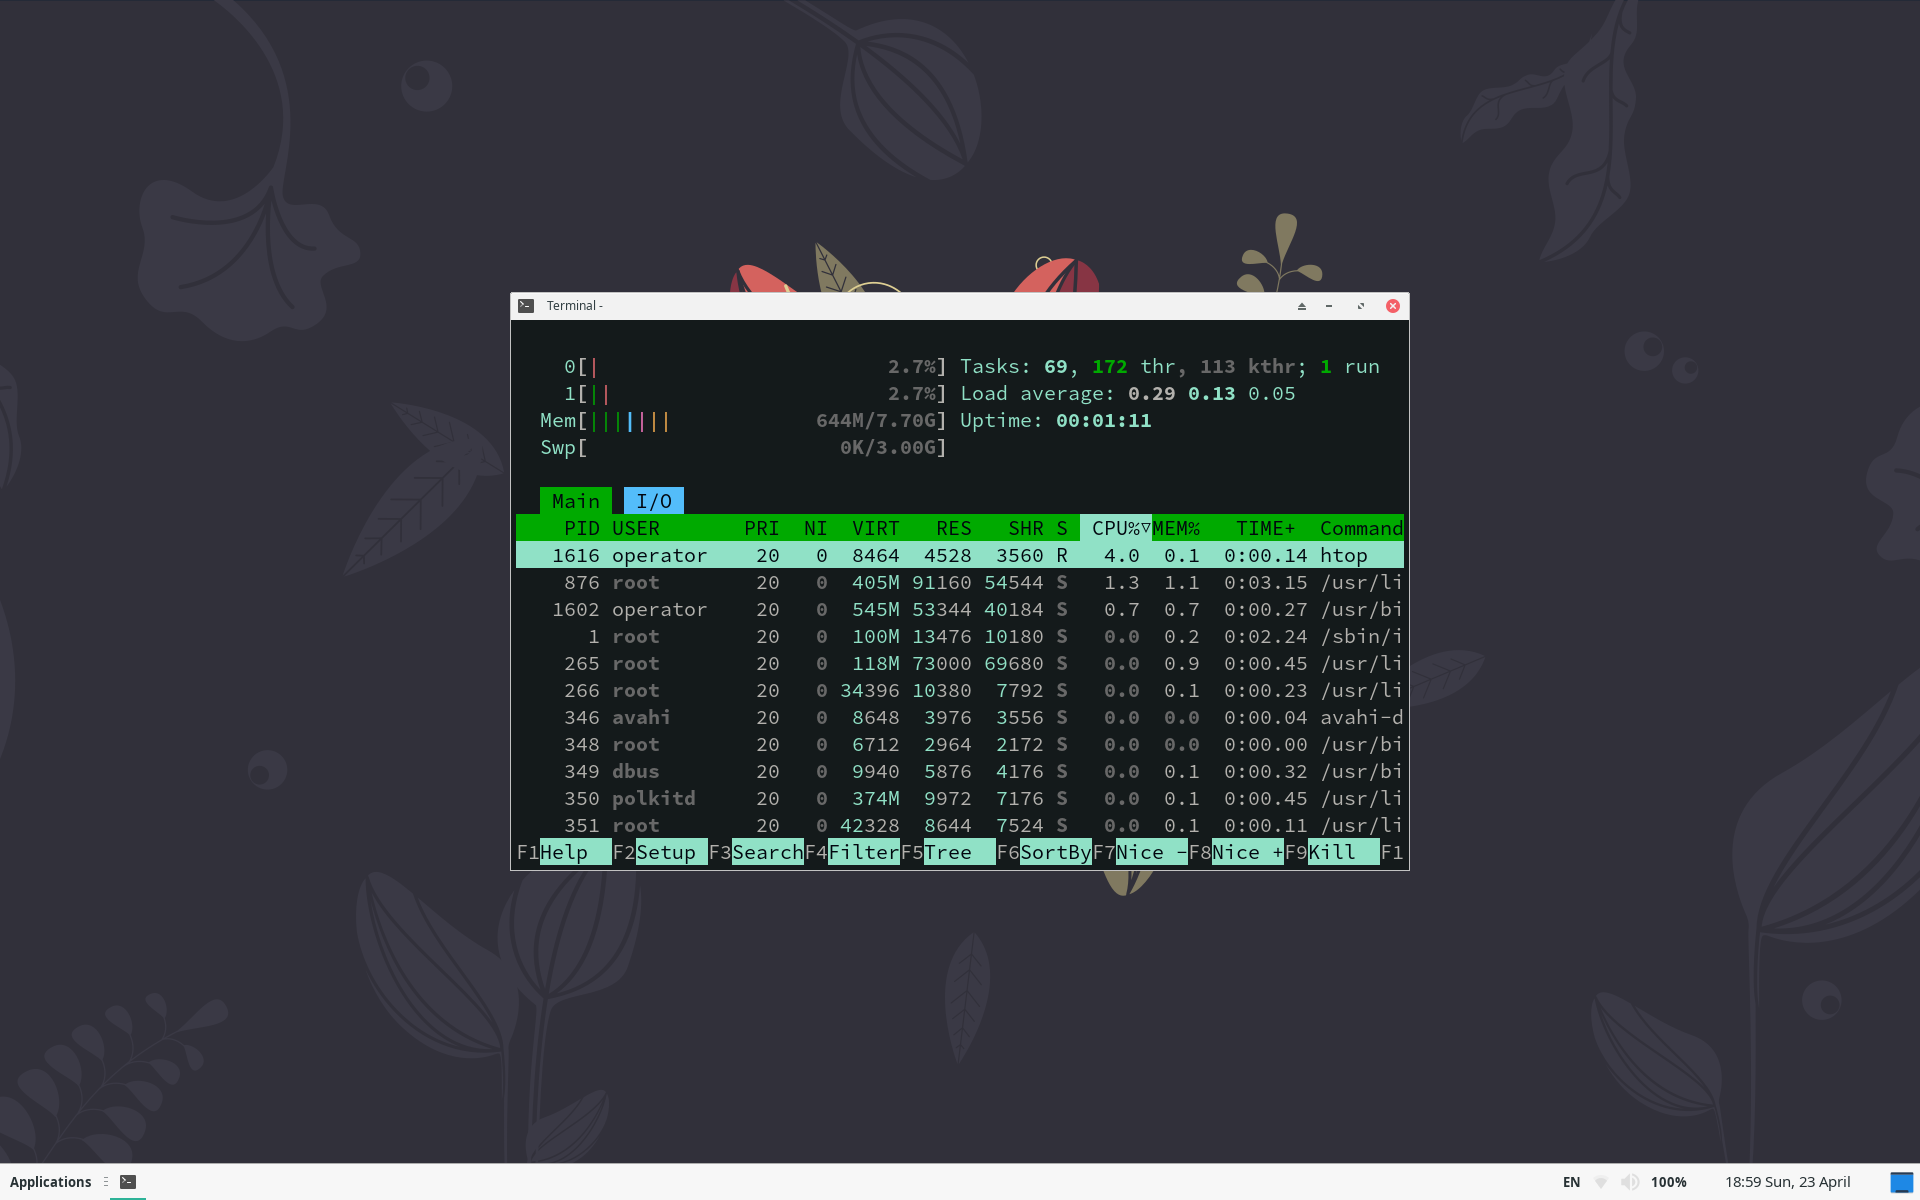 Terminal -
0[| 2.7%] Tasks: 69, 172 thr, 113 kthr; 1 run
1[|| 2.7%] Load average: 0.29 0.13 0.05
Mem[||||||| 644M/7.70G] Uptime: 00:01:11
Swp[ 0K/3.00G]
Main I/O
PID USER PRI NI VIRT RES SHR S CPU%▽MEM% TIME+ Command
1616 operator 20 0 8464 4528 3560 R 4.0 0.1 0:00.14 htop
876 root 20 0 405M 91160 54544 S 1.3 1.1 0:03.15 /usr/li
1602 operator 20 0 545M 53344 40184 S 0.7 0.7 0:00.27 /usr/bi
1 root 20 0 100M 13476 10180 S 0.0 0.2 0:02.24 /sbin/i
265 root 20 0 118M 73000 69680 S 0.0 0.9 0:00.45 /usr/li
266 root 20 0 34396 10380 7792 S 0.0 0.1 0:00.23 /usr/li
346 avahi 20 0 8648 3976 3556 S 0.0 0.0 0:00.04 avahi-d
348 root 20 0 6712 2964 2172 S 0.0 0.0 0:00.00 /usr/bi
349 dbus 20 0 9940 5876 4176 S 0.0 0.1 0:00.32 /usr/bi
350 polkitd 20 0 374M 9972 7176 S 0.0 0.1 0:00.45 /usr/li
351 root 20 0 42328 8644 7524 S 0.0 0.1 0:00.11 /usr/li
F1Help F2Setup F3SearchF4FilterF5Tree F6SortByF7Nice -F8Nice +F9Kill F1
Applications EN 100% 18:59 Sun, 23 April